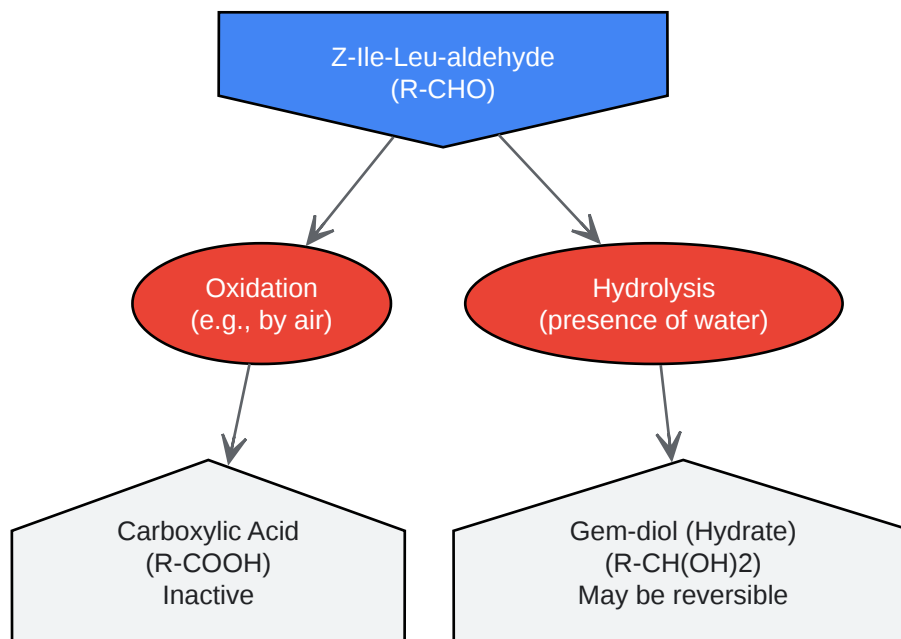 Z-Ile-Leu-aldehyde
(R-CHO)
Oxidation
(e.g., by air)
Hydrolysis
(presence of water)
Carboxylic Acid
(R-COOH)
Inactive
Gem-diol (Hydrate)
(R-CH(OH)2)
May be reversible